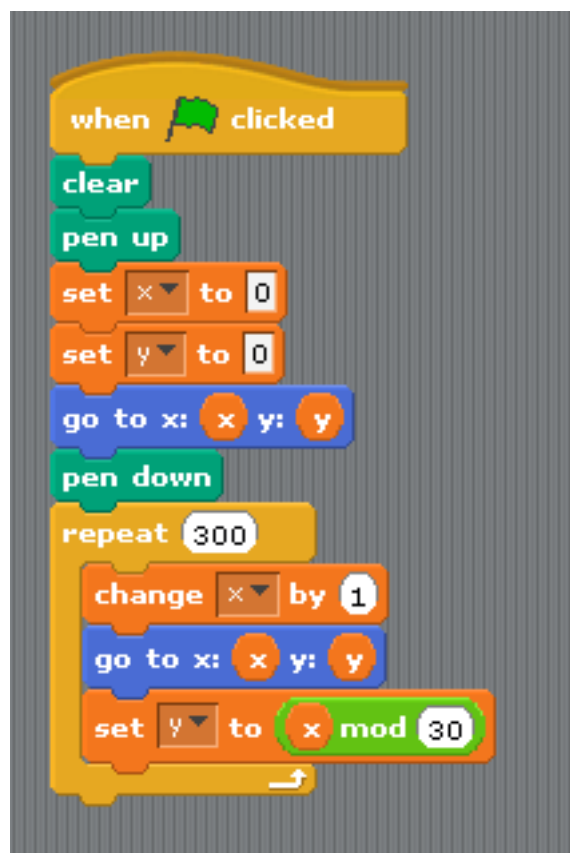 when clicked
clear
pen up
set x to 0
set y to 0
go to x: x y: y
pen down
repeat 300
change x by 1
go to x: x y: y
set y to x mod 30